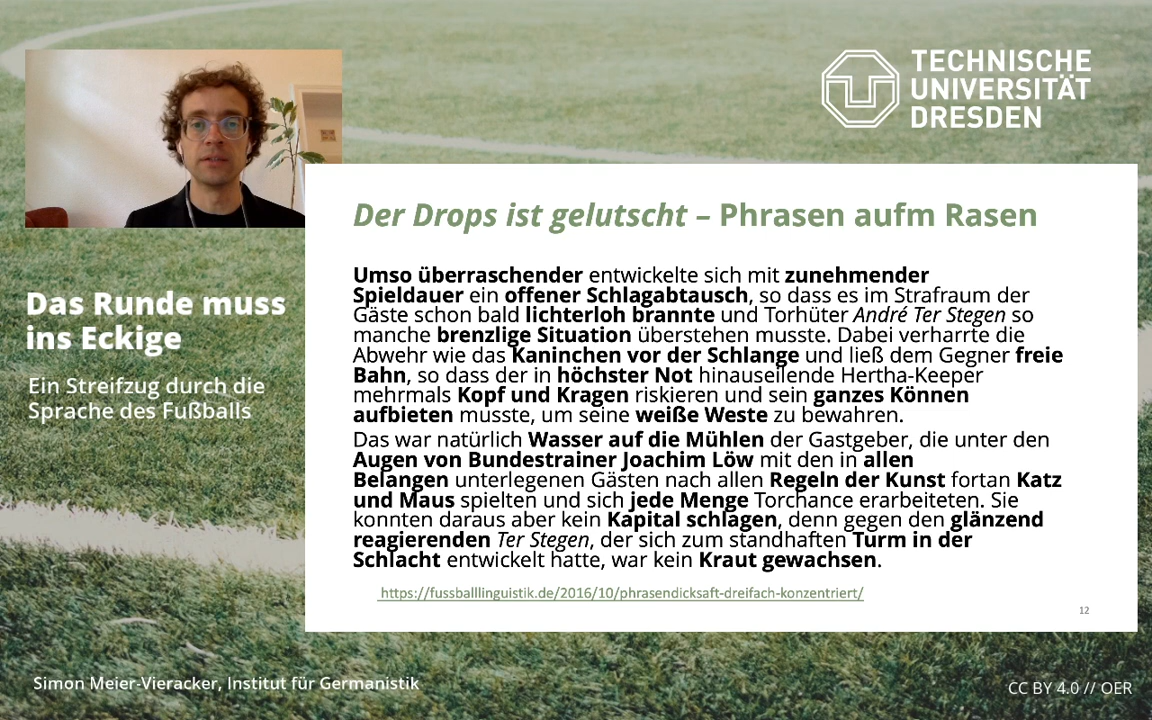 TECHNISCHE
UNIVERSITÄT
DRESDEN
Das Runde muss
ins Eckige
Ein Streifzug durch die
Sprache des Fußballs
Der Drops ist gelutscht – Phrasen aufm Rasen
Umso überraschender entwickelte sich mit zunehmender
Spieldauer ein offener Schlagabtausch, so dass es im Strafraum der
Gäste schon bald lichterloh brannte und Torhüter André Ter Stegen so
manche brenzlige Situation überstehen musste. Dabei verharrte die
Abwehr wie das Kaninchen vor der Schlange und ließ dem Gegner freie
Bahn, so dass der in höchster Not hinauseilende Hertha-Keeper
mehrmals Kopf und Kragen riskieren und sein ganzes Können
aufbieten musste, um seine weiße Weste zu bewahren.
Das war natürlich Wasser auf die Mühlen der Gastgeber, die unter den
Augen von Bundestrainer Joachim Löw mit den in allen
Belangen unterlegenen Gästen nach allen Regeln der Kunst fortan Katz
und Maus spielten und sich jede Menge Torchance erarbeiteten. Sie
konnten daraus aber kein Kapital schlagen, denn gegen den glänzend
reagierenden Ter Stegen, der sich zum standhaften Turm in der
Schlacht entwickelt hatte, war kein Kraut gewachsen.
https://fussballlinguistik.de/2016/10/phrasendicksaft-dreifach-konzentriert/
12
Simon Meier-Vieracker, Institut für Germanistik
CC BY 4.0 // OER